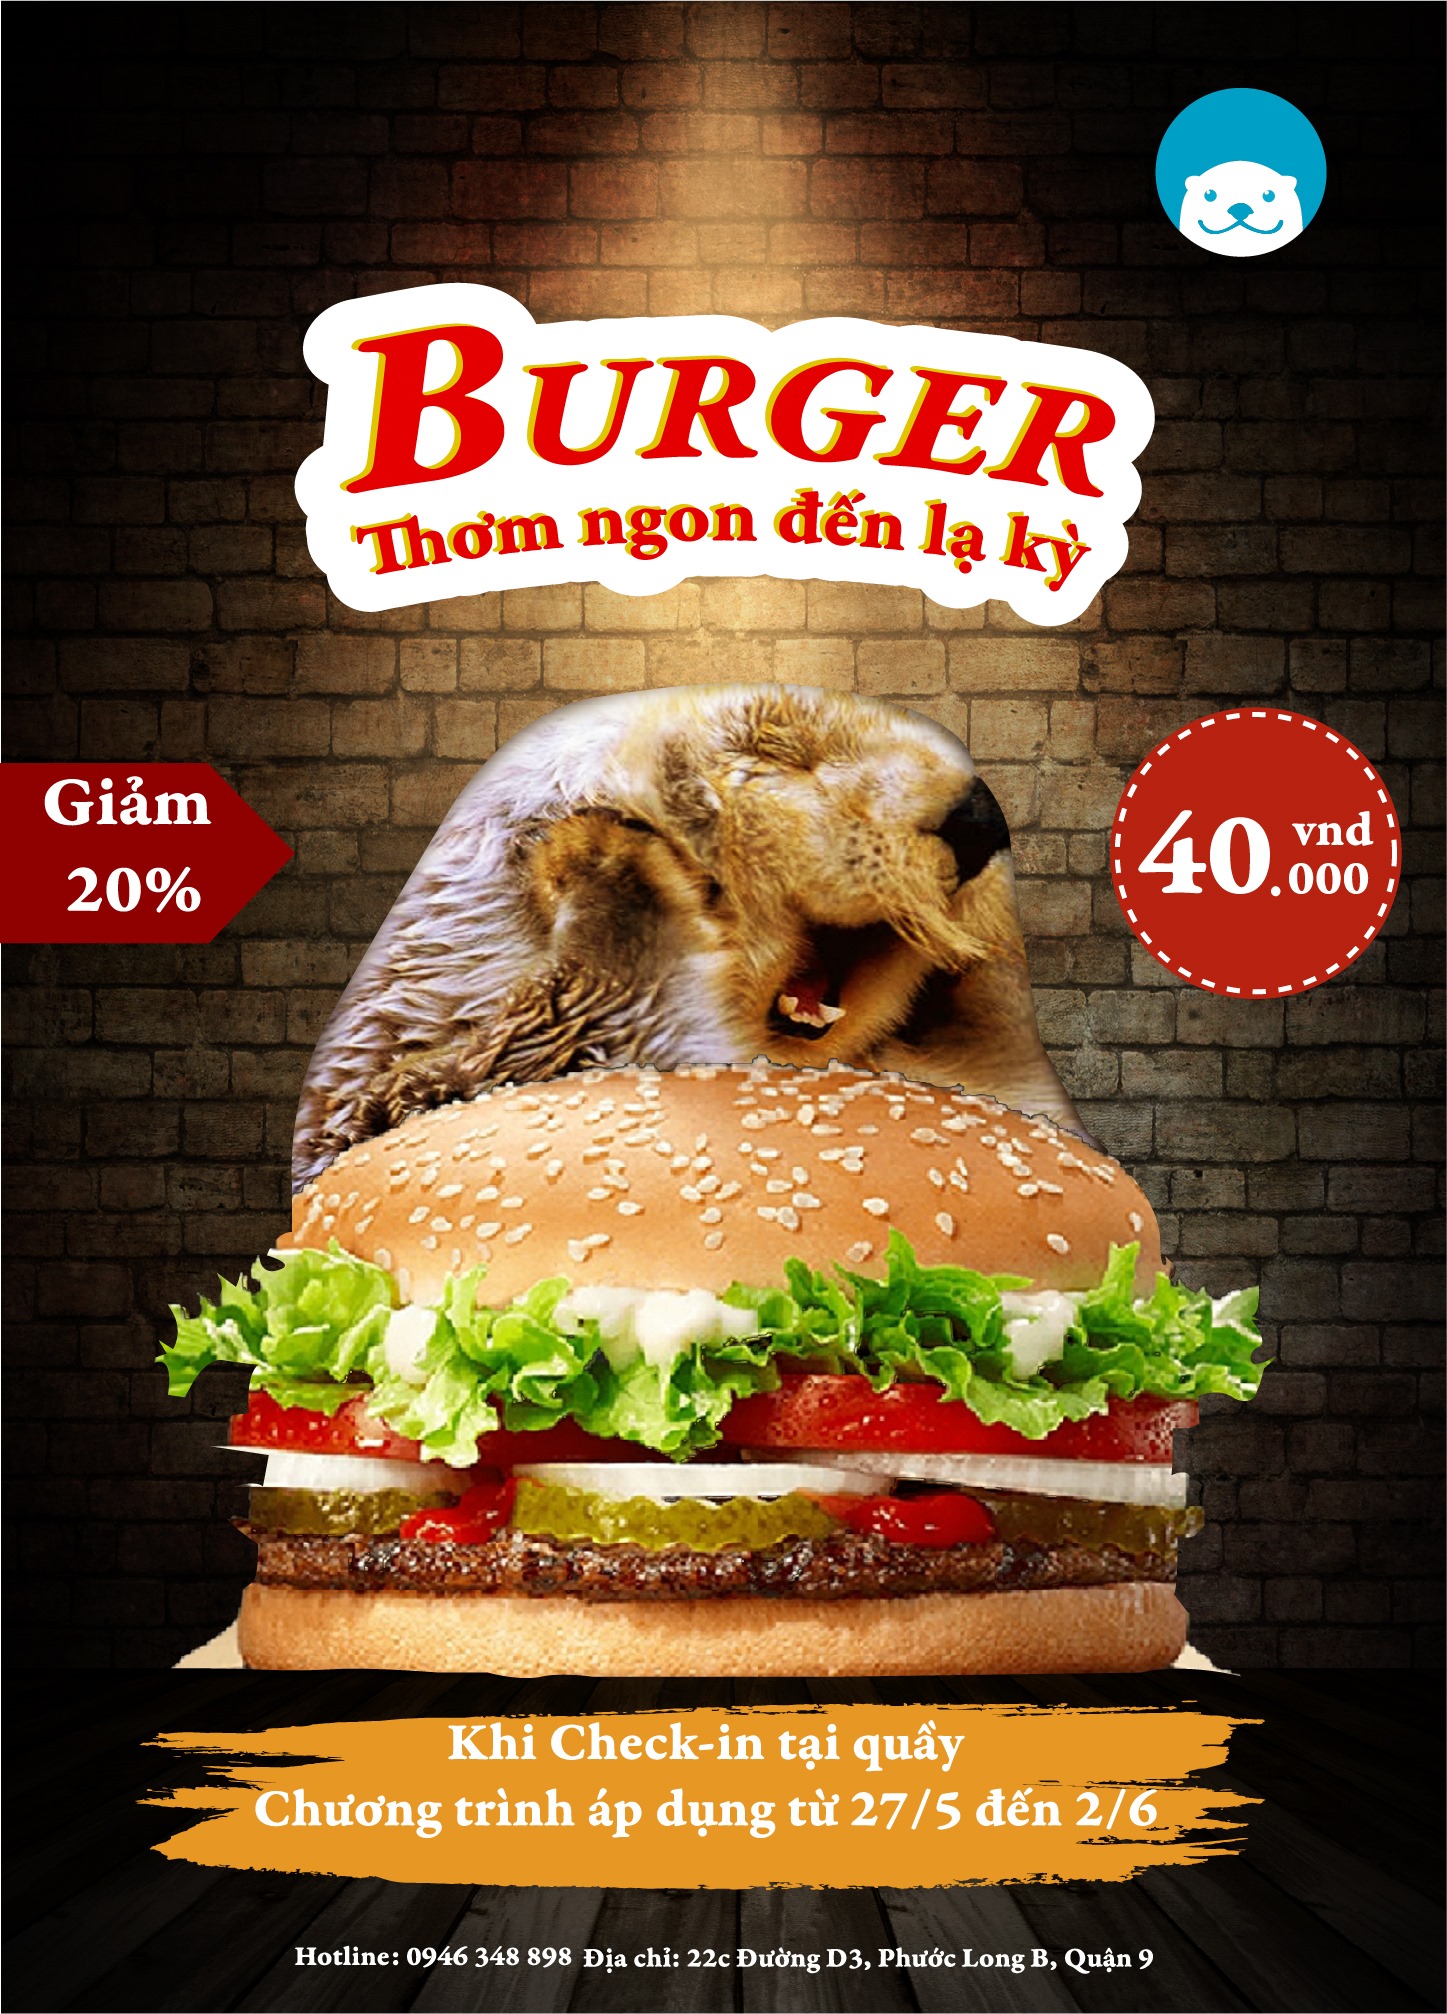 BURGER
Thơm ngon đến lạ kỳ
Giảm
20%
40.000 vnd
Khi Check-in tại quầy
Chương trình áp dụng từ 27/5 đến 2/6
Hotline: 0946 348 898 Địa chỉ: 22c Đường D3, Phước Long B, Quận 9